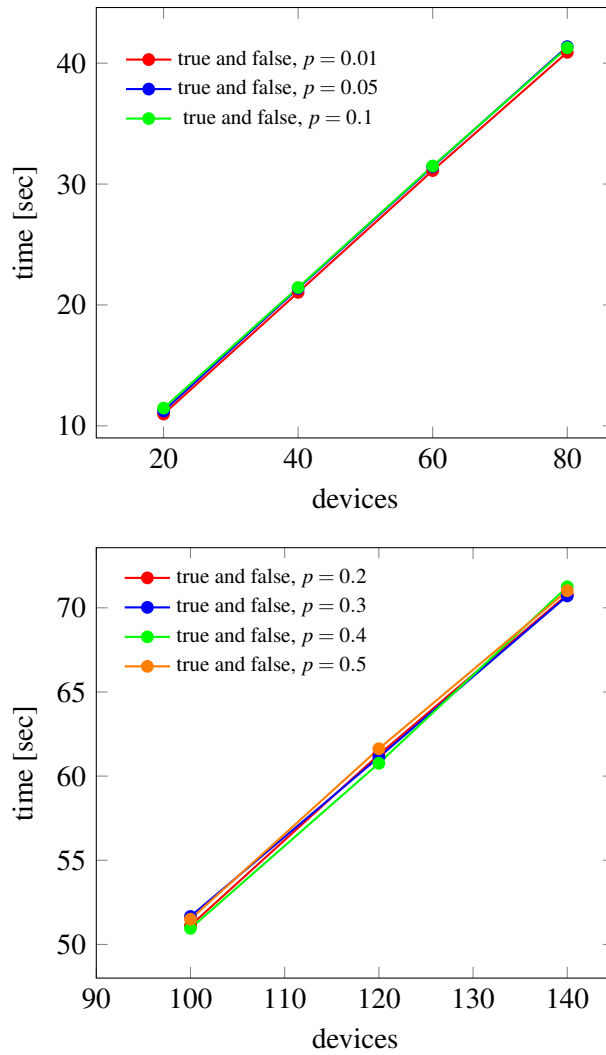 40
30
20
10
time [sec]
true and false, p = 0.01
true and false, p = 0.05
true and false, p = 0.1
20 40 60 80
devices
70
65
60
55
50
time [sec]
true and false, p = 0.2
true and false, p = 0.3
true and false, p = 0.4
true and false, p = 0.5
90 100 110 120 130 140
devices